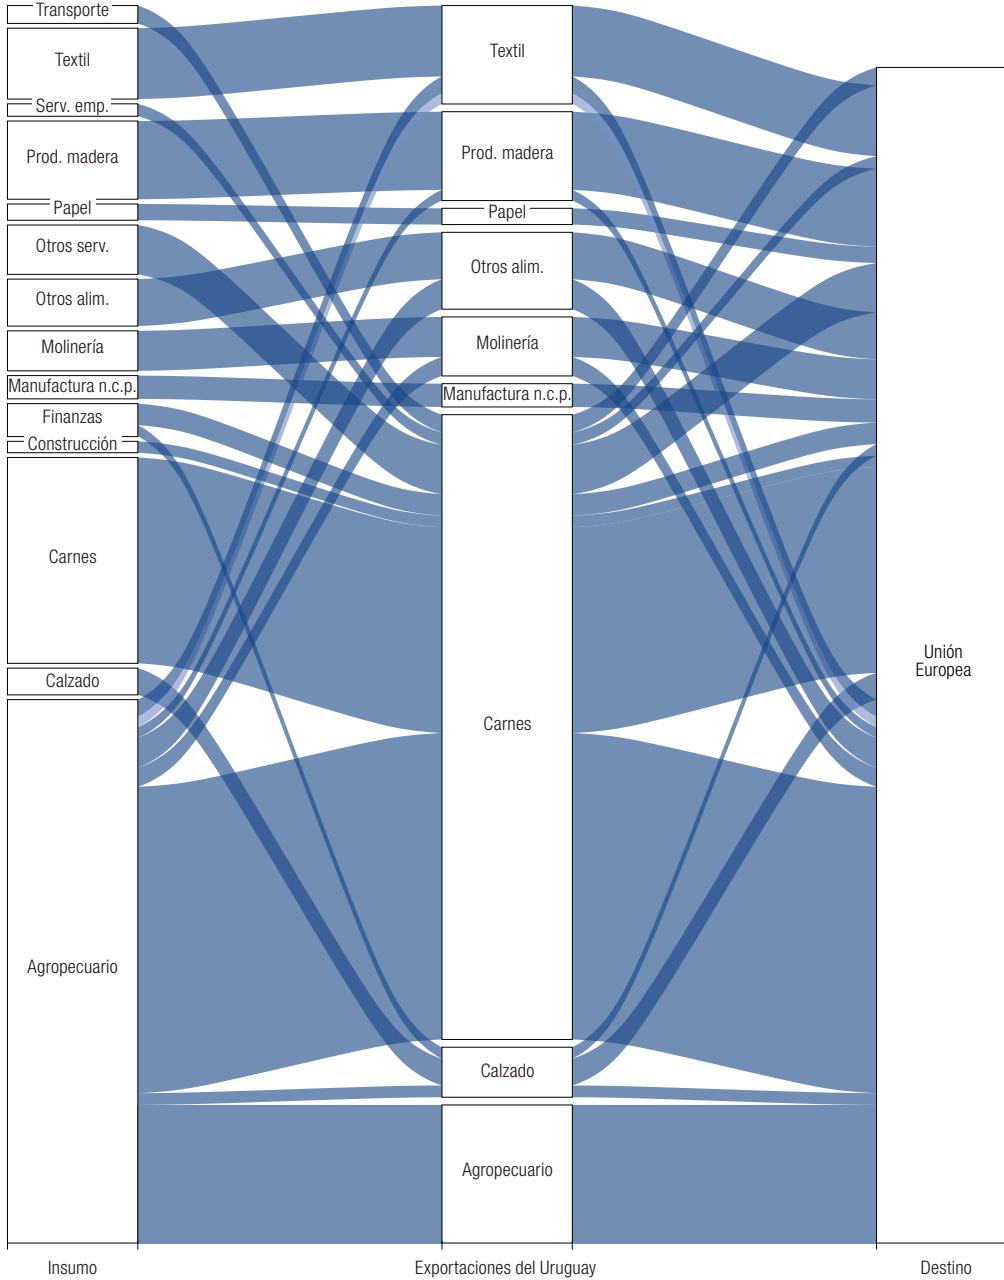 Transporte
Textil
Serv. emp.
Prod. madera
Papel
Otros serv.
Otros alim.
Molinería
Manufactura n.c.p.
Finanzas
Construcción
Carnes
Calzado
Agropecuario
Textil
Prod. madera
Papel
Otros alim.
Molinería
Manufactura n.c.p.
Carnes
Calzado
Agropecuario
Unión
Europea
Insumo
Exportaciones del Uruguay
Destino